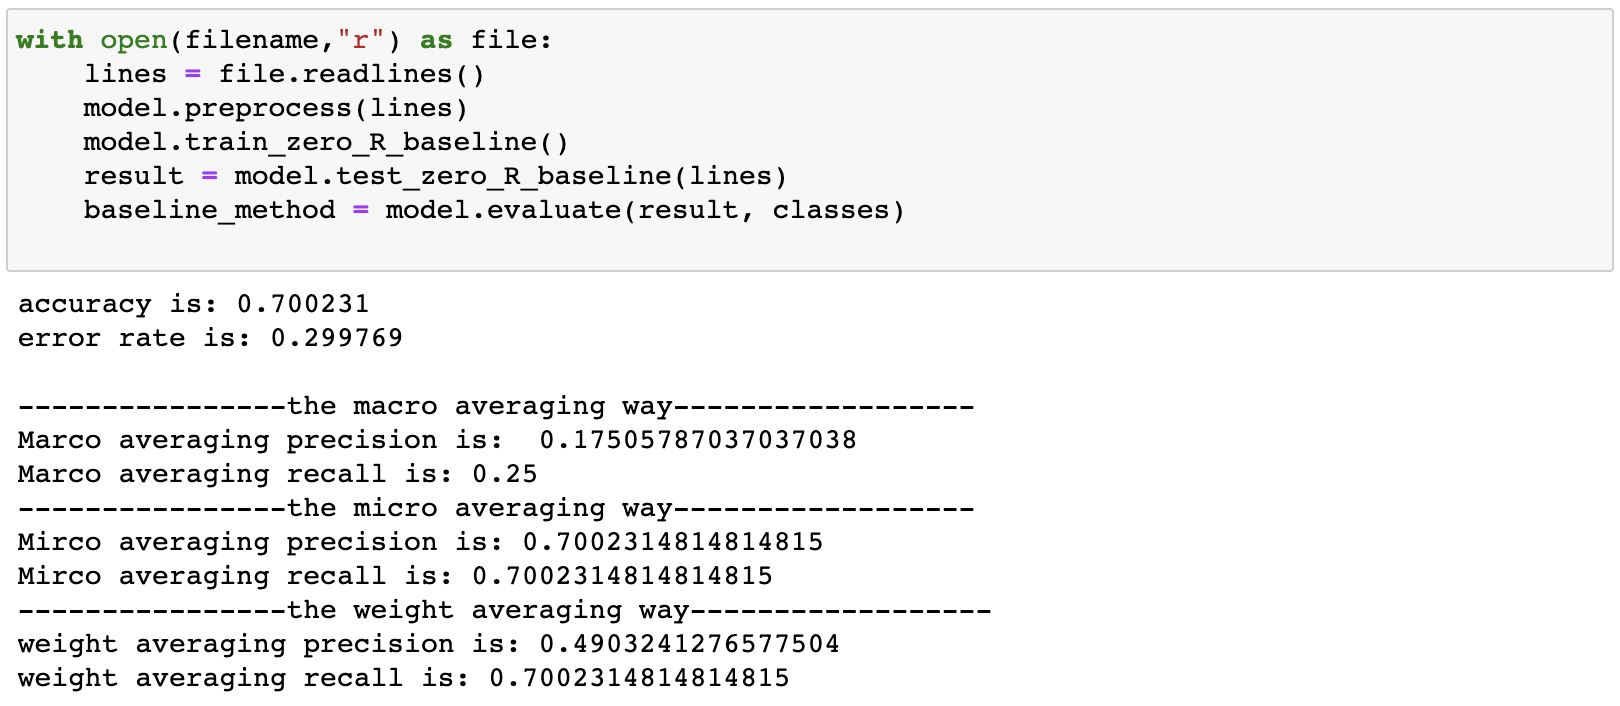 with open(filename,"r") as file:
    lines = file.readlines()
    model.preprocess(lines)
    model.train_zero_R_baseline()
    result = model.test_zero_R_baseline(lines)
    baseline_method = model.evaluate(result, classes)
accuracy is: 0.700231
error rate is: 0.299769
----------------the macro averaging way------------------
Marco averaging precision is:  0.17505787037037038
Marco averaging recall is: 0.25
----------------the micro averaging way------------------
Mirco averaging precision is: 0.7002314814814815
Mirco averaging recall is: 0.7002314814814815
----------------the weight averaging way------------------
weight averaging precision is: 0.4903241276577504
weight averaging recall is: 0.7002314814814815